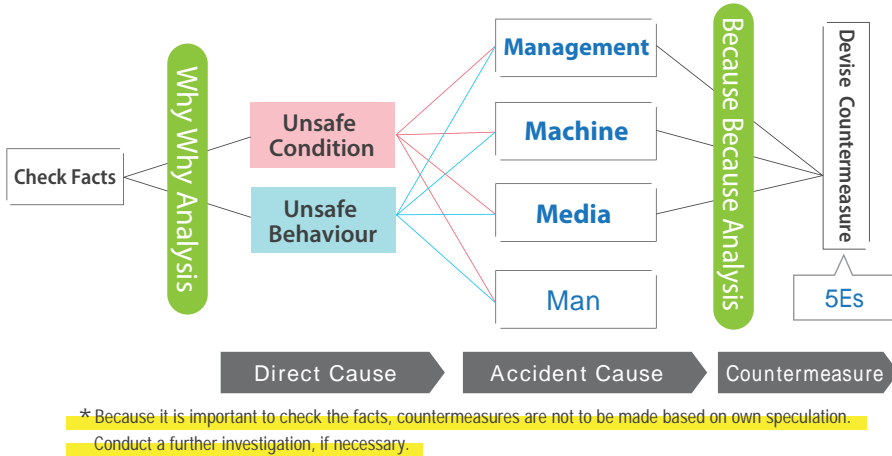 Check Facts
Why Why Analysis
Unsafe
Condition
Unsafe
Behaviour
Management
Machine
Media
Man
Because Because Analysis
Devise Countermeasure
5Es
Direct Cause
Accident Cause
Countermeasure
* Because it is important to check the facts, countermeasures are not to be made based on own speculation.
Conduct a further investigation, if necessary.